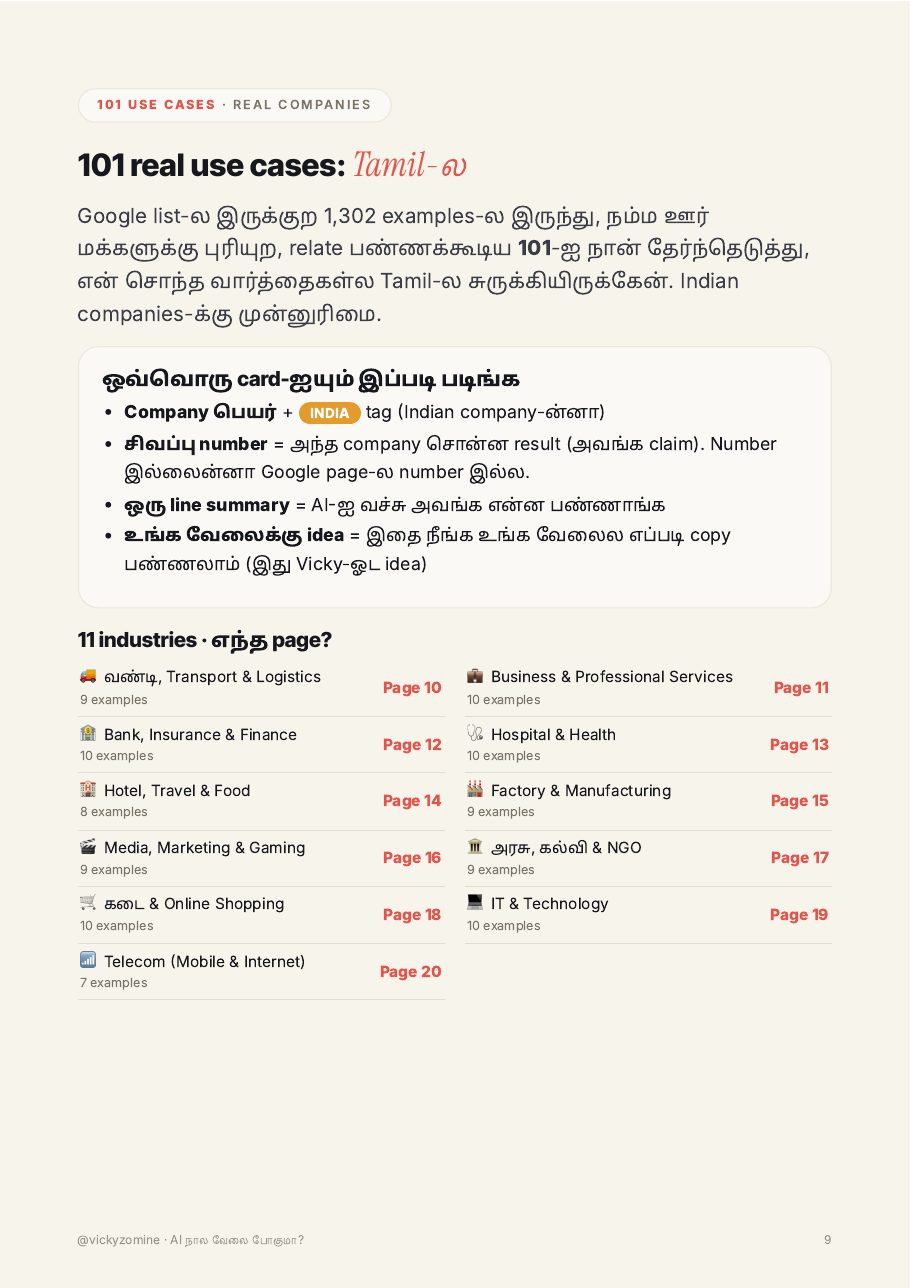 101 USE CASES · REAL COMPANIES
101 real use cases: Tamil-ல
Google list-ல இருக்குற 1,302 examples-ல இருந்து, நம்ம ஊர்
மக்களுக்கு புரியுற, relate பண்ணக்கூடிய 101-ஐ நான் தேர்ந்தெடுத்து,
என் சொந்த வார்த்தைகள்ல Tamil-ல சுருக்கியிருக்கேன். Indian
companies-க்கு முன்னுரிமை.
ஒவ்வொரு card-ஐயும் இப்படி படிங்க
• Company பெயர் + INDIA tag (Indian company-ன்னா)
• சிவப்பு number = அந்த company சொன்ன result (அவங்க claim). Number
இல்லைன்னா Google page-ல number இல்ல.
• ஒரு line summary = AI-ஐ வச்சு அவங்க என்ன பண்ணாங்க
• உங்க வேலைக்கு idea = இதை நீங்க உங்க வேலைல எப்படி copy
பண்ணலாம் (இது Vicky-ஓட idea)
11 industries · எந்த page?
வண்டி, Transport & Logistics
9 examples
Page 10
Business & Professional Services
10 examples
Page 11
Bank, Insurance & Finance
10 examples
Page 12
Hospital & Health
10 examples
Page 13
Hotel, Travel & Food
8 examples
Page 14
Factory & Manufacturing
9 examples
Page 15
Media, Marketing & Gaming
9 examples
Page 16
அரசு, கல்வி & NGO
9 examples
Page 17
கடை & Online Shopping
10 examples
Page 18
IT & Technology
10 examples
Page 19
Telecom (Mobile & Internet)
7 examples
Page 20
@vickyzomine · AI நால வேலை போகுமா?
9